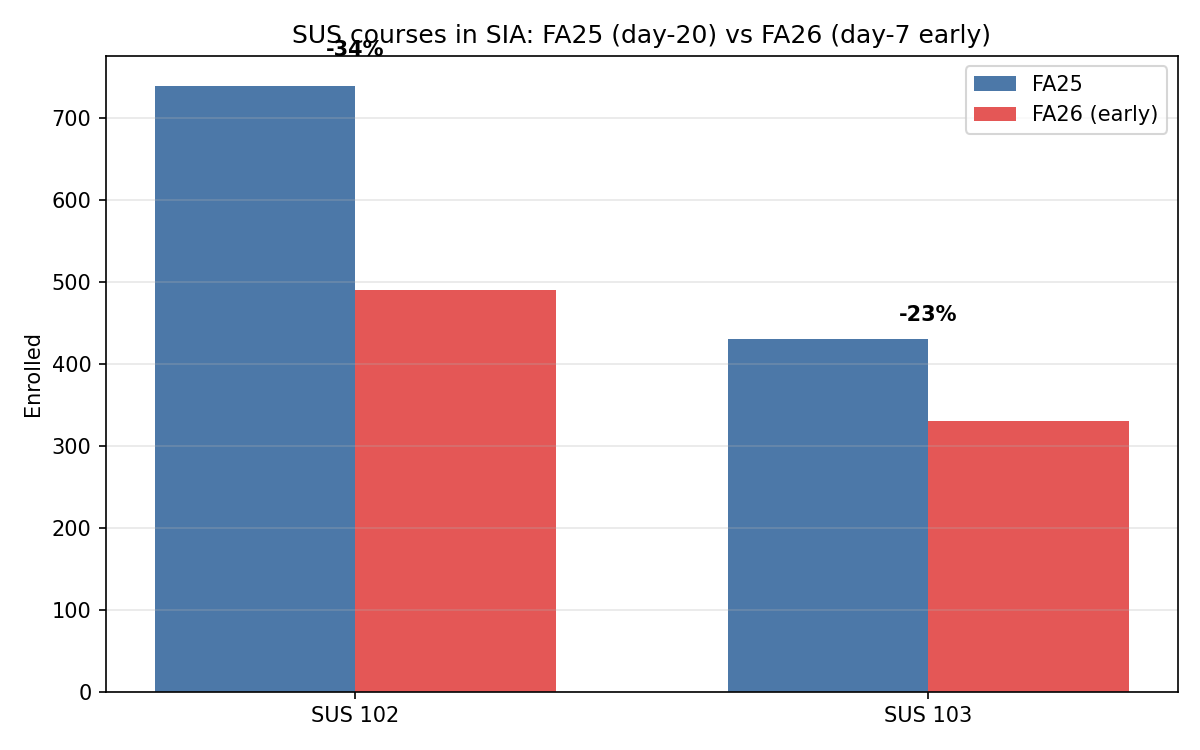 SUS courses in SIA: FA25 (day-20) vs FA26 (day-7 early)
-34%
FA25
FA26 (early)
-23%
Enrolled
700
600
500
400
300
200
100
0
SUS 102
SUS 103